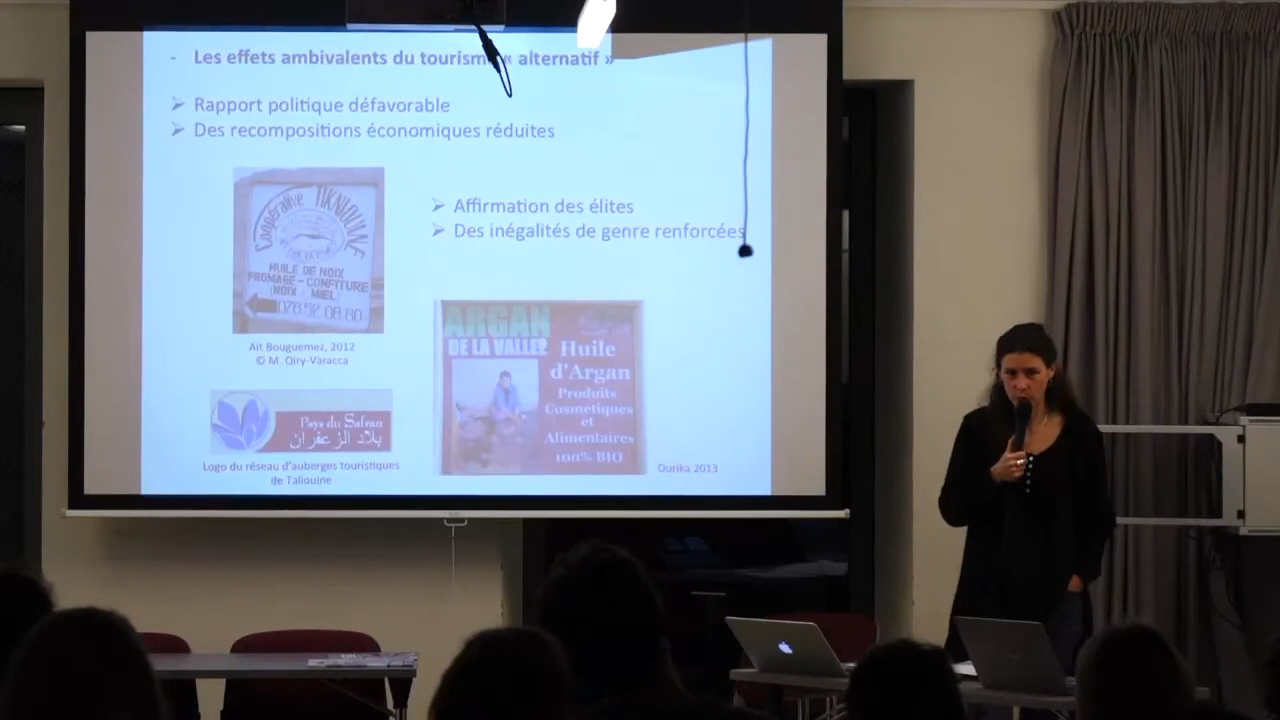 - Les effets ambivalents du tourisme « alternatif »
➢ Rapport politique défavorable
➢ Des recompositions économiques réduites
➢ Affirmation des élites
➢ Des inégalités de genre renforcées
Coopérative TIKNIOUINE
HUILE DE NOIX
FROMAGE - CONFITURE
(NOIX - MIEL)
078.52.08.80
Aït Bouguemez, 2012
© M. Oiry-Varacca
Pays du Safran
بلاد الزعفران
Logo du réseau d'auberges touristiques
de Taliouine
ARGAN
DE LA VALLEE
Huile
d'Argan
Produits
Cosmetiques
et
Alimentaires
100% BIO
Ourika 2013